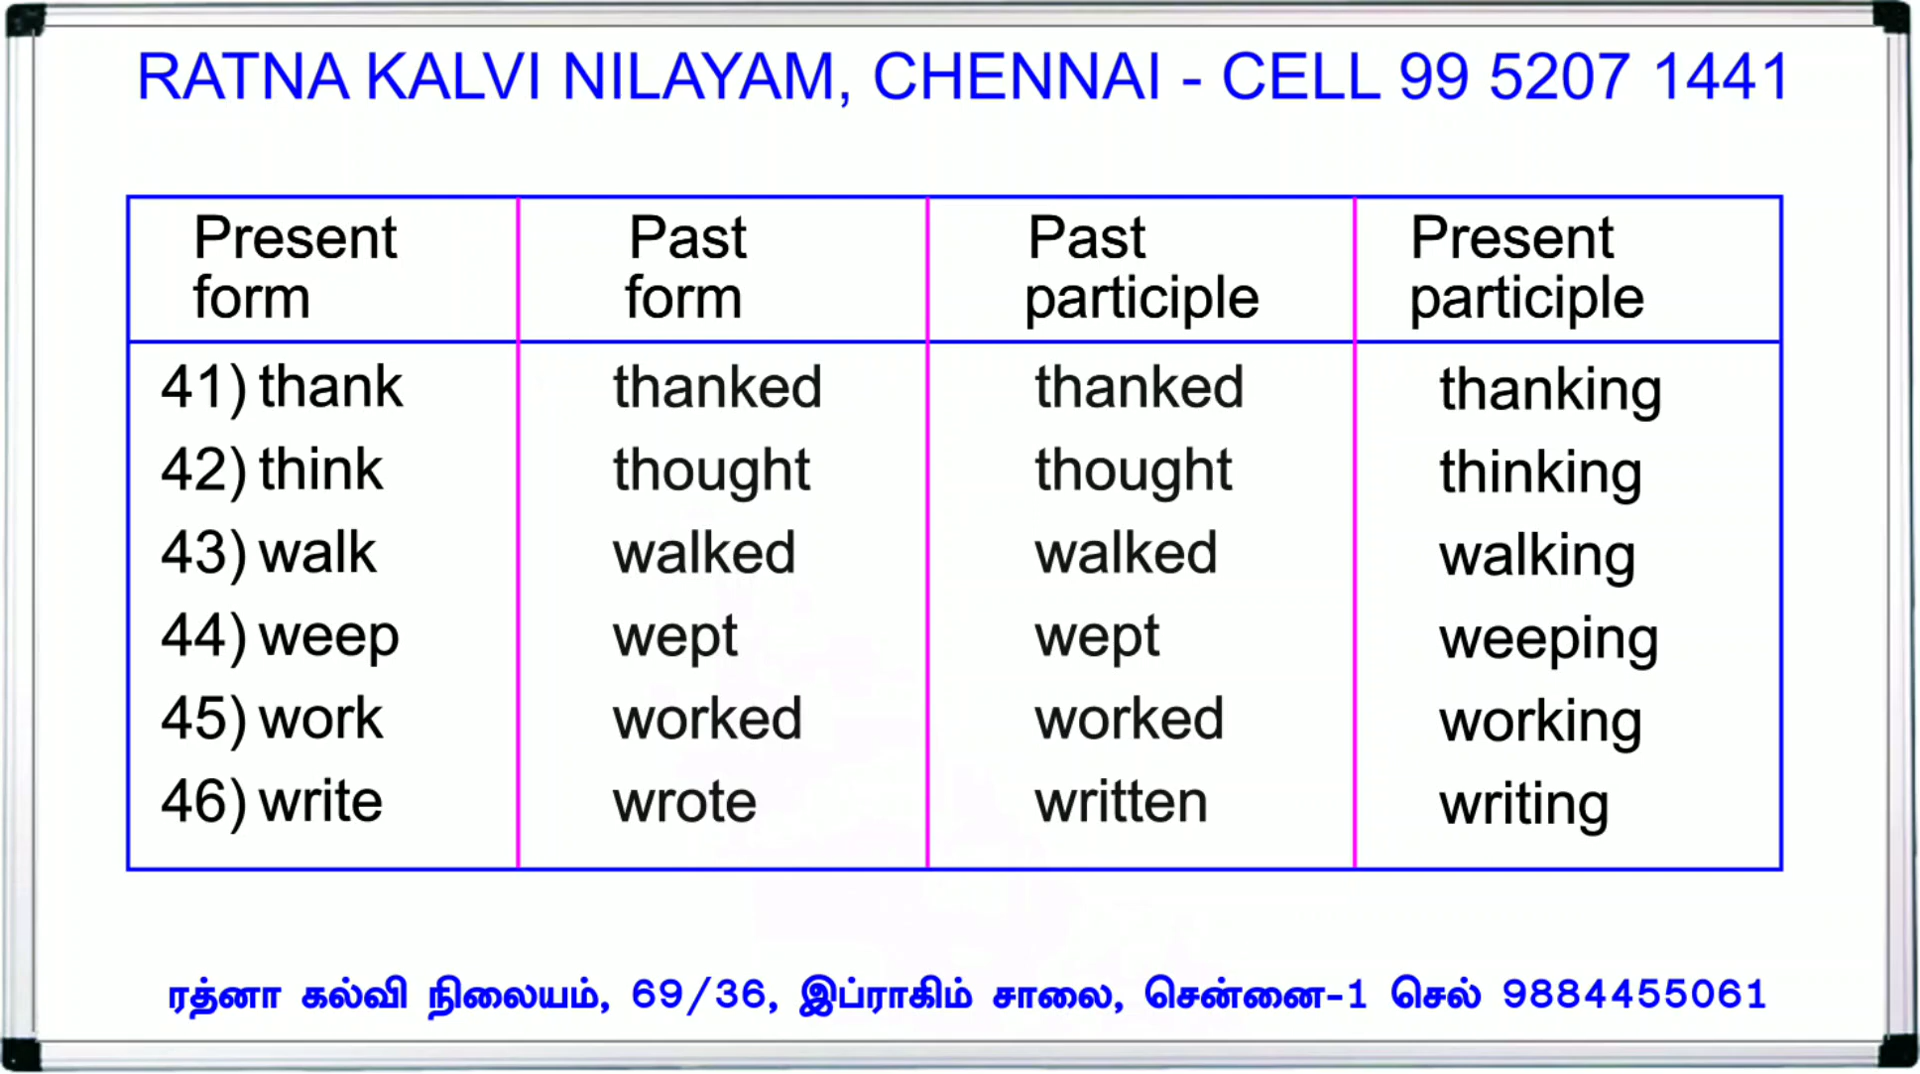 RATNA KALVI NILAYAM, CHENNAI - CELL 99 5207 1441
Present form Past form Past participle Present participle
41) thank thanked thanked thanking
42) think thought thought thinking
43) walk walked walked walking
44) weep wept wept weeping
45) work worked worked working
46) write wrote written writing
ரத்னா கல்வி நிலையம், 69/36, இப்ராகிம் சாலை, சென்னை-1 செல் 9884455061